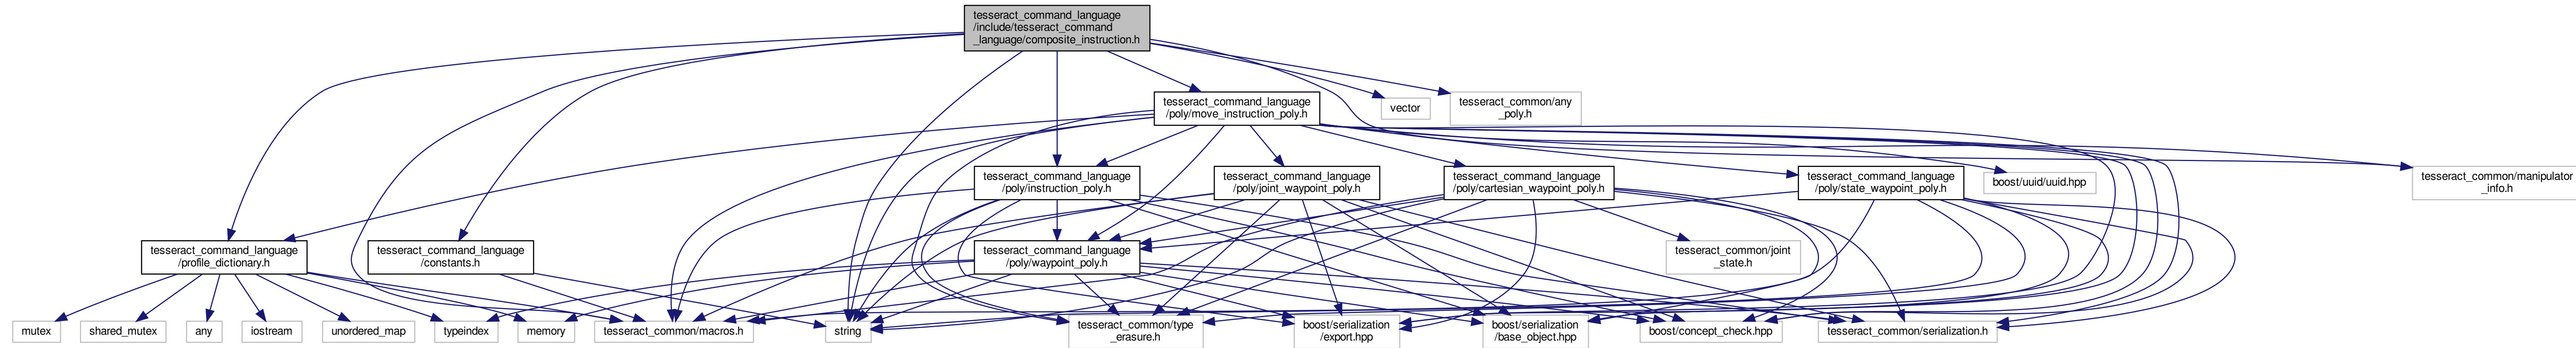 tesseract_command_language
/include/tesseract_command
_language/composite_instruction.h
tesseract_command_language
/poly/move_instruction_poly.h
vector
tesseract_common/any
_poly.h
tesseract_command_language
/poly/instruction_poly.h
tesseract_command_language
/poly/joint_waypoint_poly.h
tesseract_command_language
/poly/cartesian_waypoint_poly.h
tesseract_command_language
/poly/state_waypoint_poly.h
boost/uuid/uuid.hpp
tesseract_common/manipulator
_info.h
tesseract_command_language
/profile_dictionary.h
tesseract_command_language
/constants.h
tesseract_command_language
/poly/waypoint_poly.h
tesseract_common/joint
_state.h
mutex
shared_mutex
any
iostream
unordered_map
typeindex
memory
tesseract_common/macros.h
string
tesseract_common/type
_erasure.h
boost/serialization
/export.hpp
boost/serialization
/base_object.hpp
boost/concept_check.hpp
tesseract_common/serialization.h